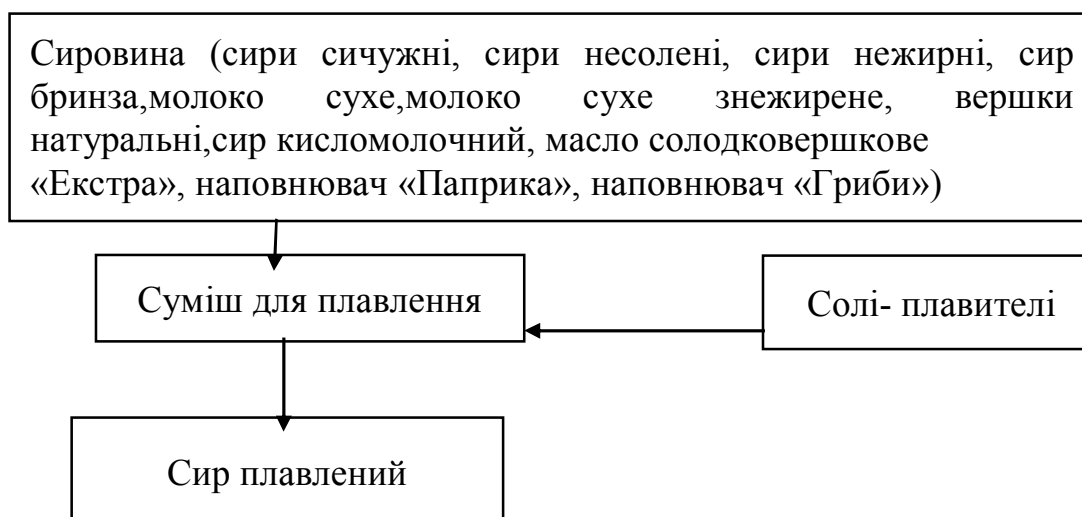 Сировина (сири сичужні, сири несолені, сири нежирні, сир
бринза,молоко сухе,молоко сухе знежирене, вершки
натуральні,сир кисломолочний, масло солодковершкове
«Екстра», наповнювач «Паприка», наповнювач «Гриби»)
Суміш для плавлення
Солі- плавителі
Сир плавлений